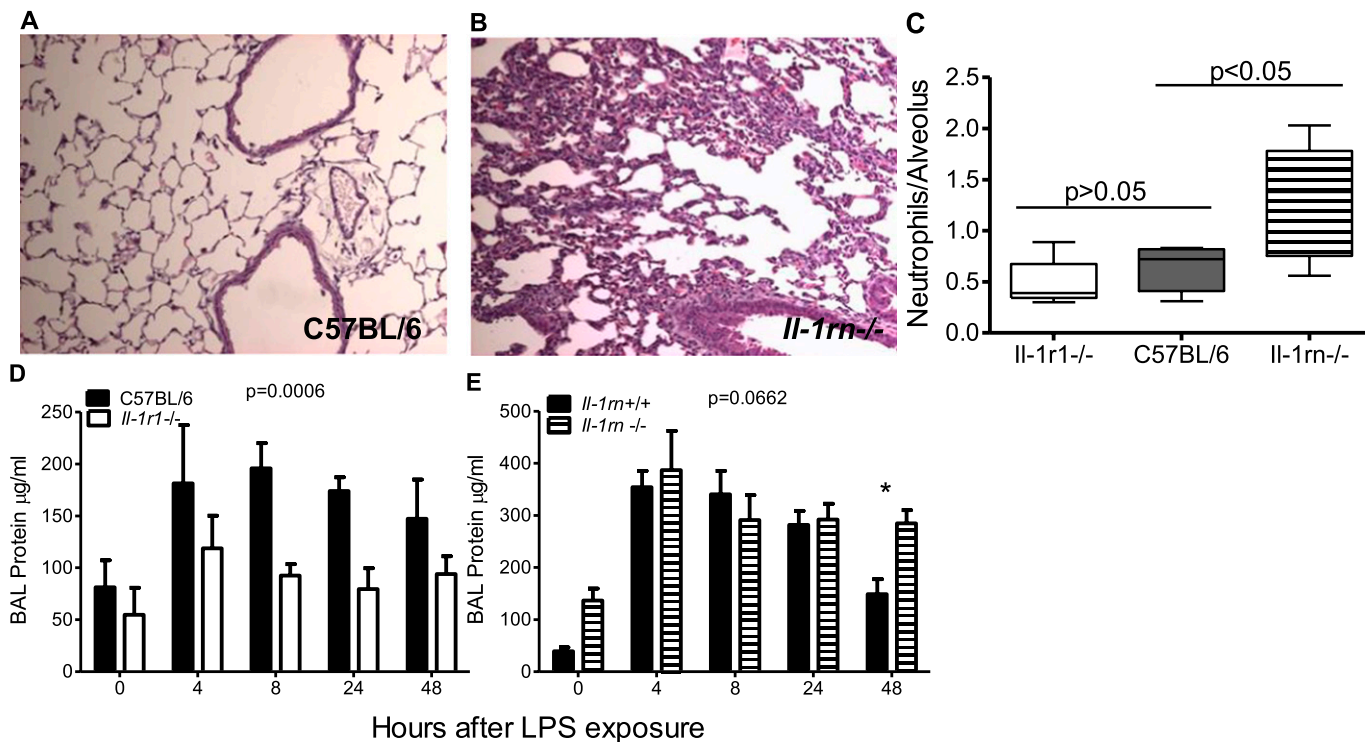 A
C57BL/6
B
Il-1rn-/-
C
Neutrophils/Alveolus
2.5
2.0
1.5
1.0
0.5
0.0
p>0.05
p<0.05
Il-1r1-/-
C57BL/6
Il-1rn-/-
D
C57BL/6
Il-1r1-/-
p=0.0006
BAL Protein μg/ml
250
200
150
100
50
0
0 4 8 24 48
E
Il-1rn+/+
Il-1rn -/-
p=0.0662
BAL Protein μg/ml
500
400
300
200
100
0
*
0 4 8 24 48
Hours after LPS exposure